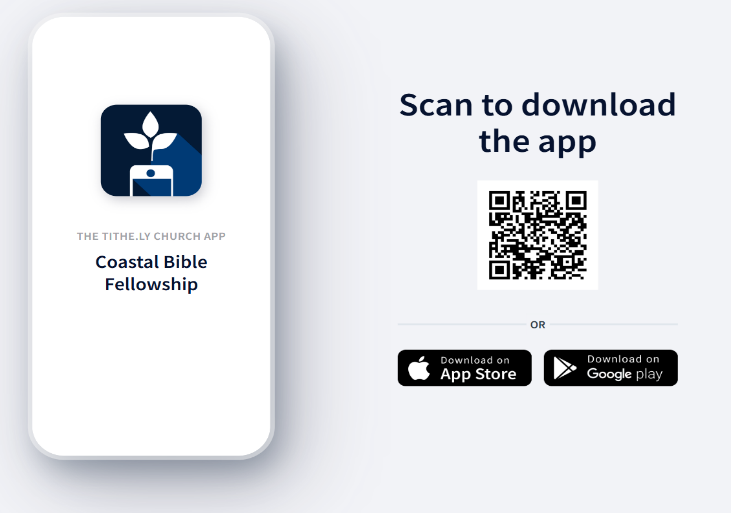 THE TITHE.LY CHURCH APP
Coastal Bible
Fellowship
Scan to download
the app
OR
Download on
App Store
Download on
Google play